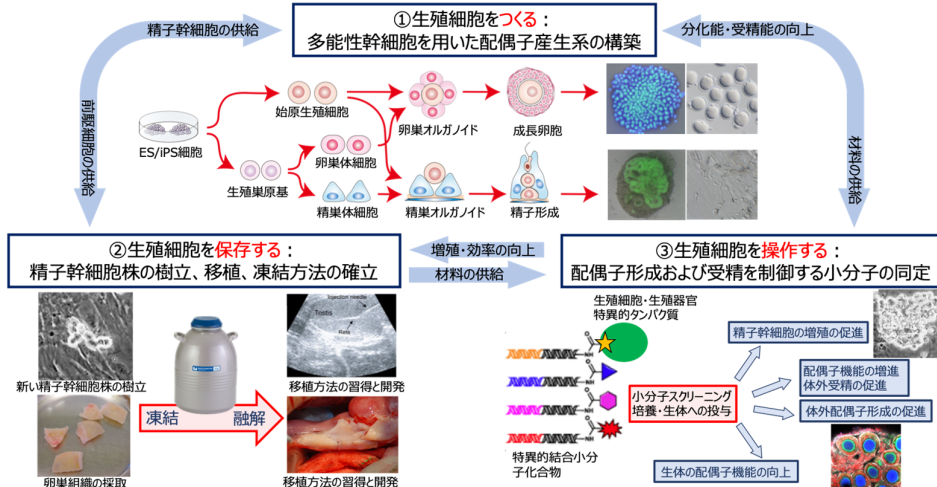 ①生殖細胞をつくる：
多能性幹細胞を用いた配偶子産生系の構築
精子幹細胞の供給
分化能・受精能の向上
前駆細胞の供給
材料の供給
ES/iPS細胞
始原生殖細胞
卵巣オルガノイド
成長卵胞
生殖巣原基
卵巣体細胞
精巣体細胞
精巣オルガノイド
精子形成
②生殖細胞を保存する：
精子幹細胞株の樹立、移植、凍結方法の確立
増殖・効率の向上
材料の供給
③生殖細胞を操作する：
配偶子形成および受精を制御する小分子の同定
新い精子幹細胞株の樹立
卵巣組織の採取
凍結
融解
Injection needle
Testis
Rete
移植方法の習得と開発
移植方法の習得と開発
生殖細胞・生殖器官
特異的タンパク質
O
NH
O
NH
O
NH
O
NH
特異的結合小分
子化合物
小分子スクリーニング
培養・生体への投与
精子幹細胞の増殖の促進
配偶子機能の増進
体外受精の促進
体外配偶子形成の促進
生体の配偶子機能の向上